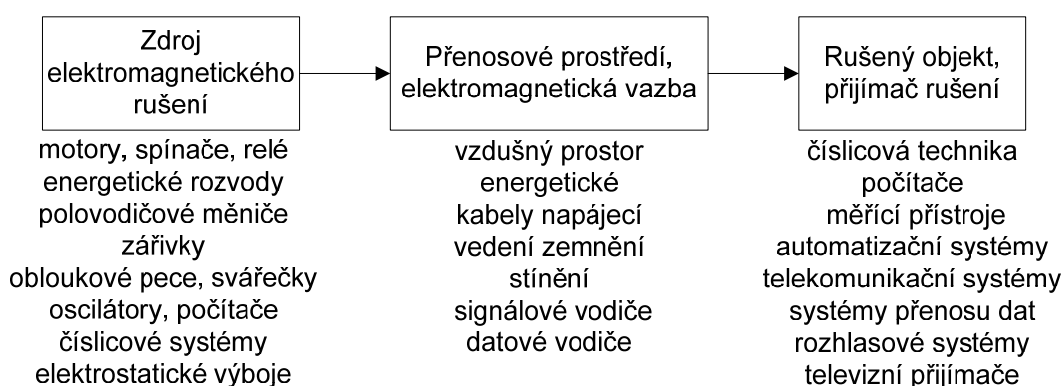 Zdroj
elektromagnetického
rušení
motory, spínače, relé
energetické rozvody
polovodičové měniče
zářivky
obloukové pece, svářečky
oscilátory, počítače
číslicové systémy
elektrostatické výboje
Přenosové prostředí,
elektromagnetická vazba
vzdušný prostor
energetické
kabely napájecí
vedení zemnění
stínění
signálové vodiče
datové vodiče
Rušený objekt,
přijímač rušení
číslicová technika
počítače
měřící přístroje
automatizační systémy
telekomunikační systémy
systémy přenosu dat
rozhlasové systémy
televizní přijímače